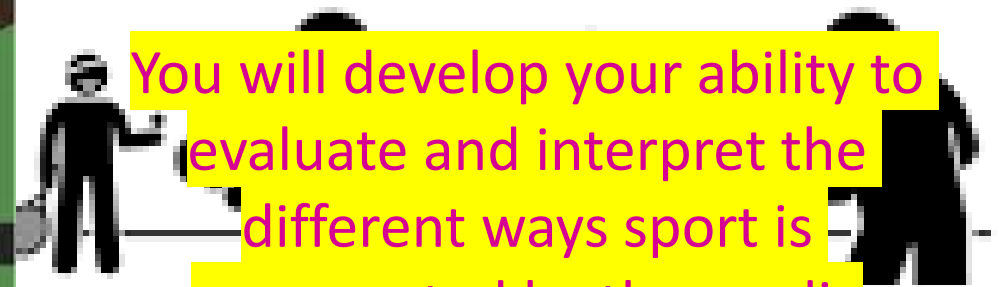 You will develop your ability to
evaluate and interpret the
different ways sport is